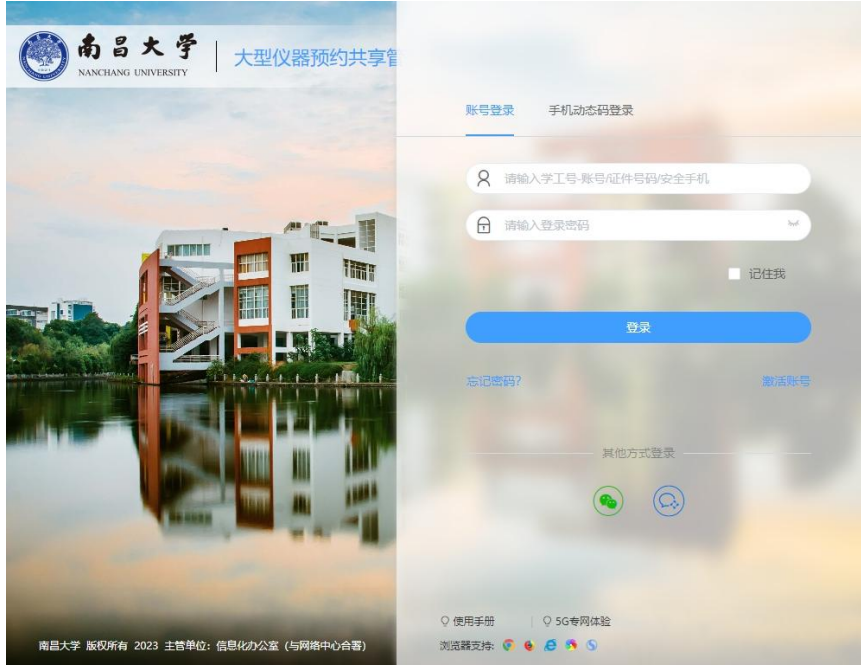 南昌大学
NANCHANG UNIVERSITY
大型仪器预约共享管
账号登录 手机动态码登录
请输入学工号-账号/证件号码/安全手机
请输入登录密码
记住我
登录
忘记密码? 激活账号
其他方式登录
使用手册 5G专网体验
浏览器支持:
南昌大学 版权所有 2023 主管单位：信息化办公室（与网络中心合署）